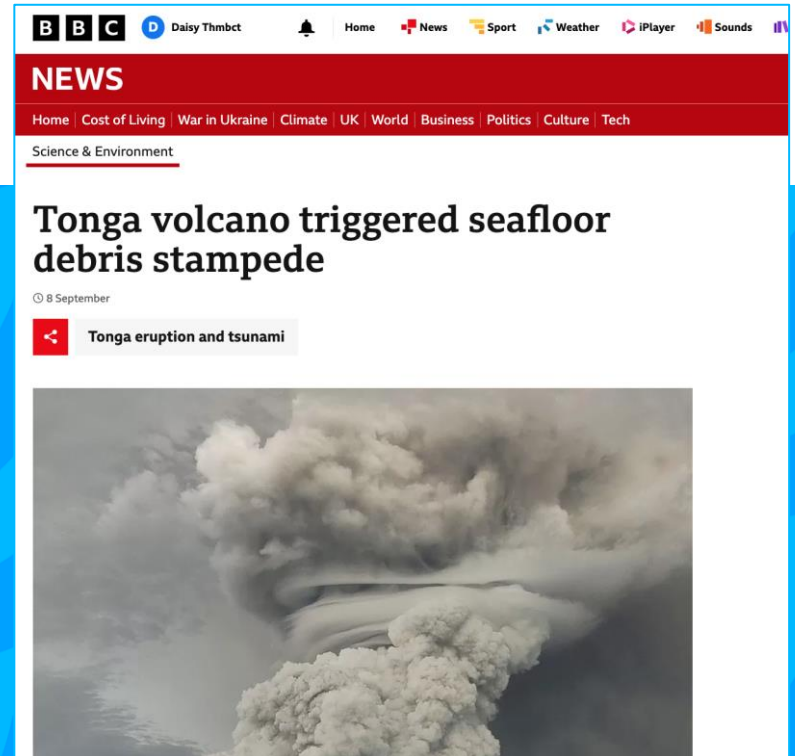 BBC D Daisy Thmbct Home News Sport Weather iPlayer Sounds
NEWS
Home Cost of Living War in Ukraine Climate UK World Business Politics Culture Tech
Science & Environment
Tonga volcano triggered seafloor
debris stampede
8 September
Tonga eruption and tsunami